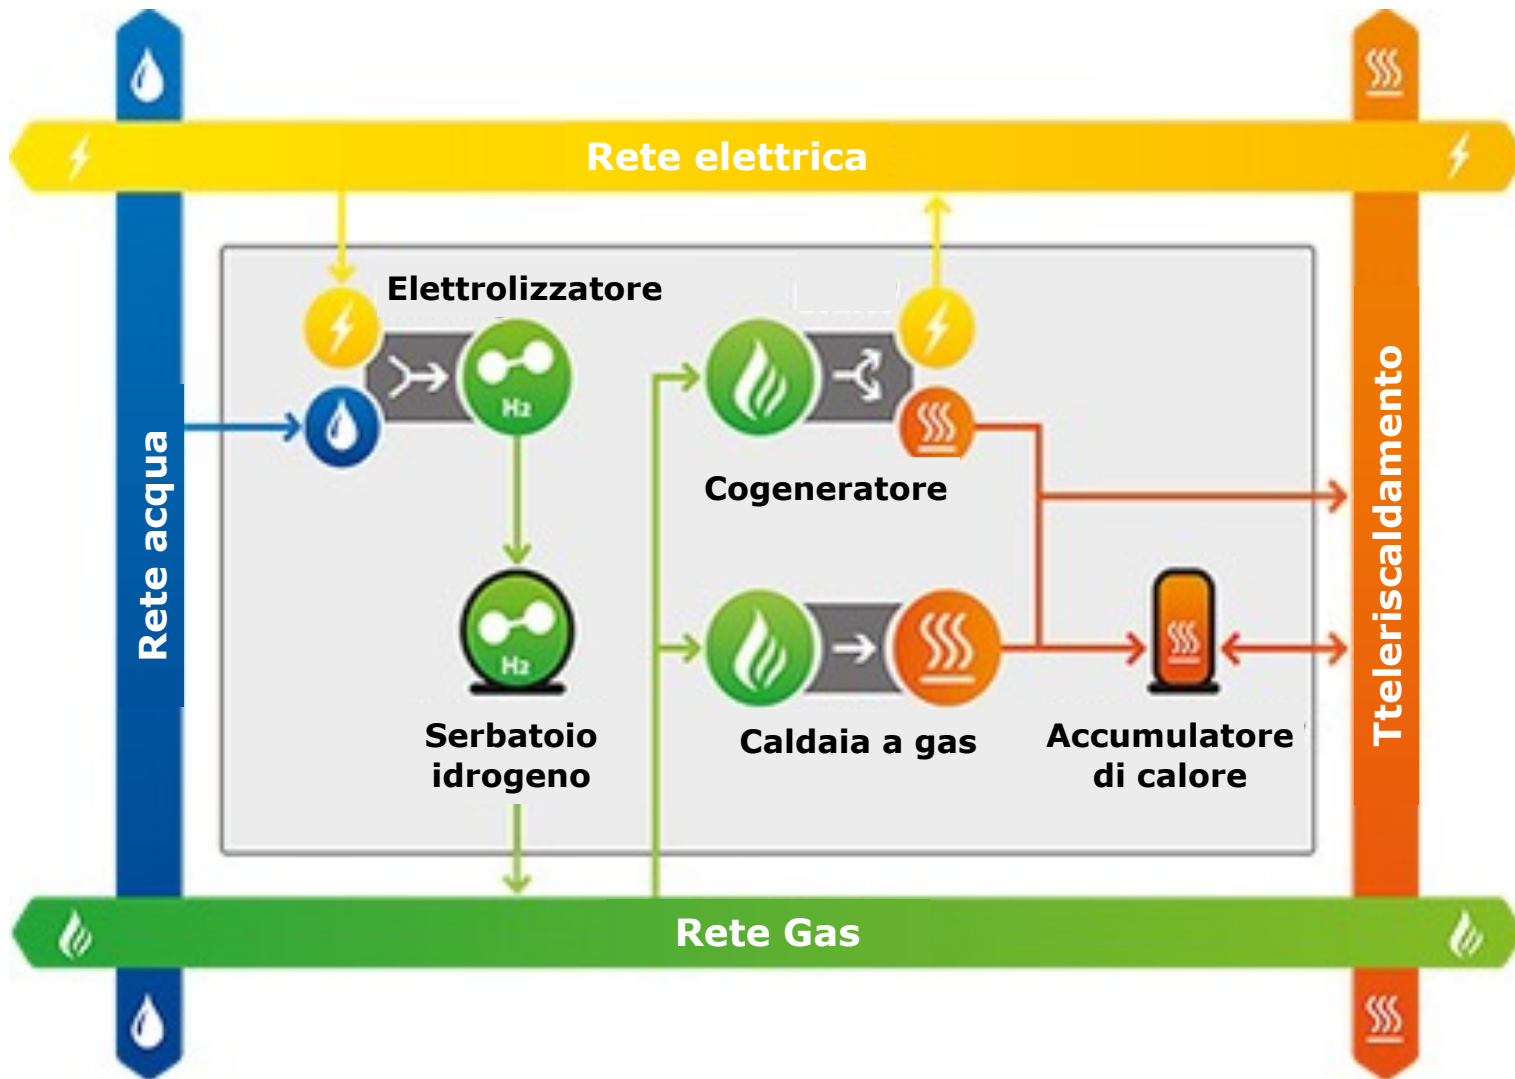 Rete elettrica
Elettrolizzatore
H2
Cogeneratore
Rete acqua
Tteleriscaldamento
H2
Serbatoio
idrogeno
Caldaia a gas
Accumulatore
di calore
Rete Gas